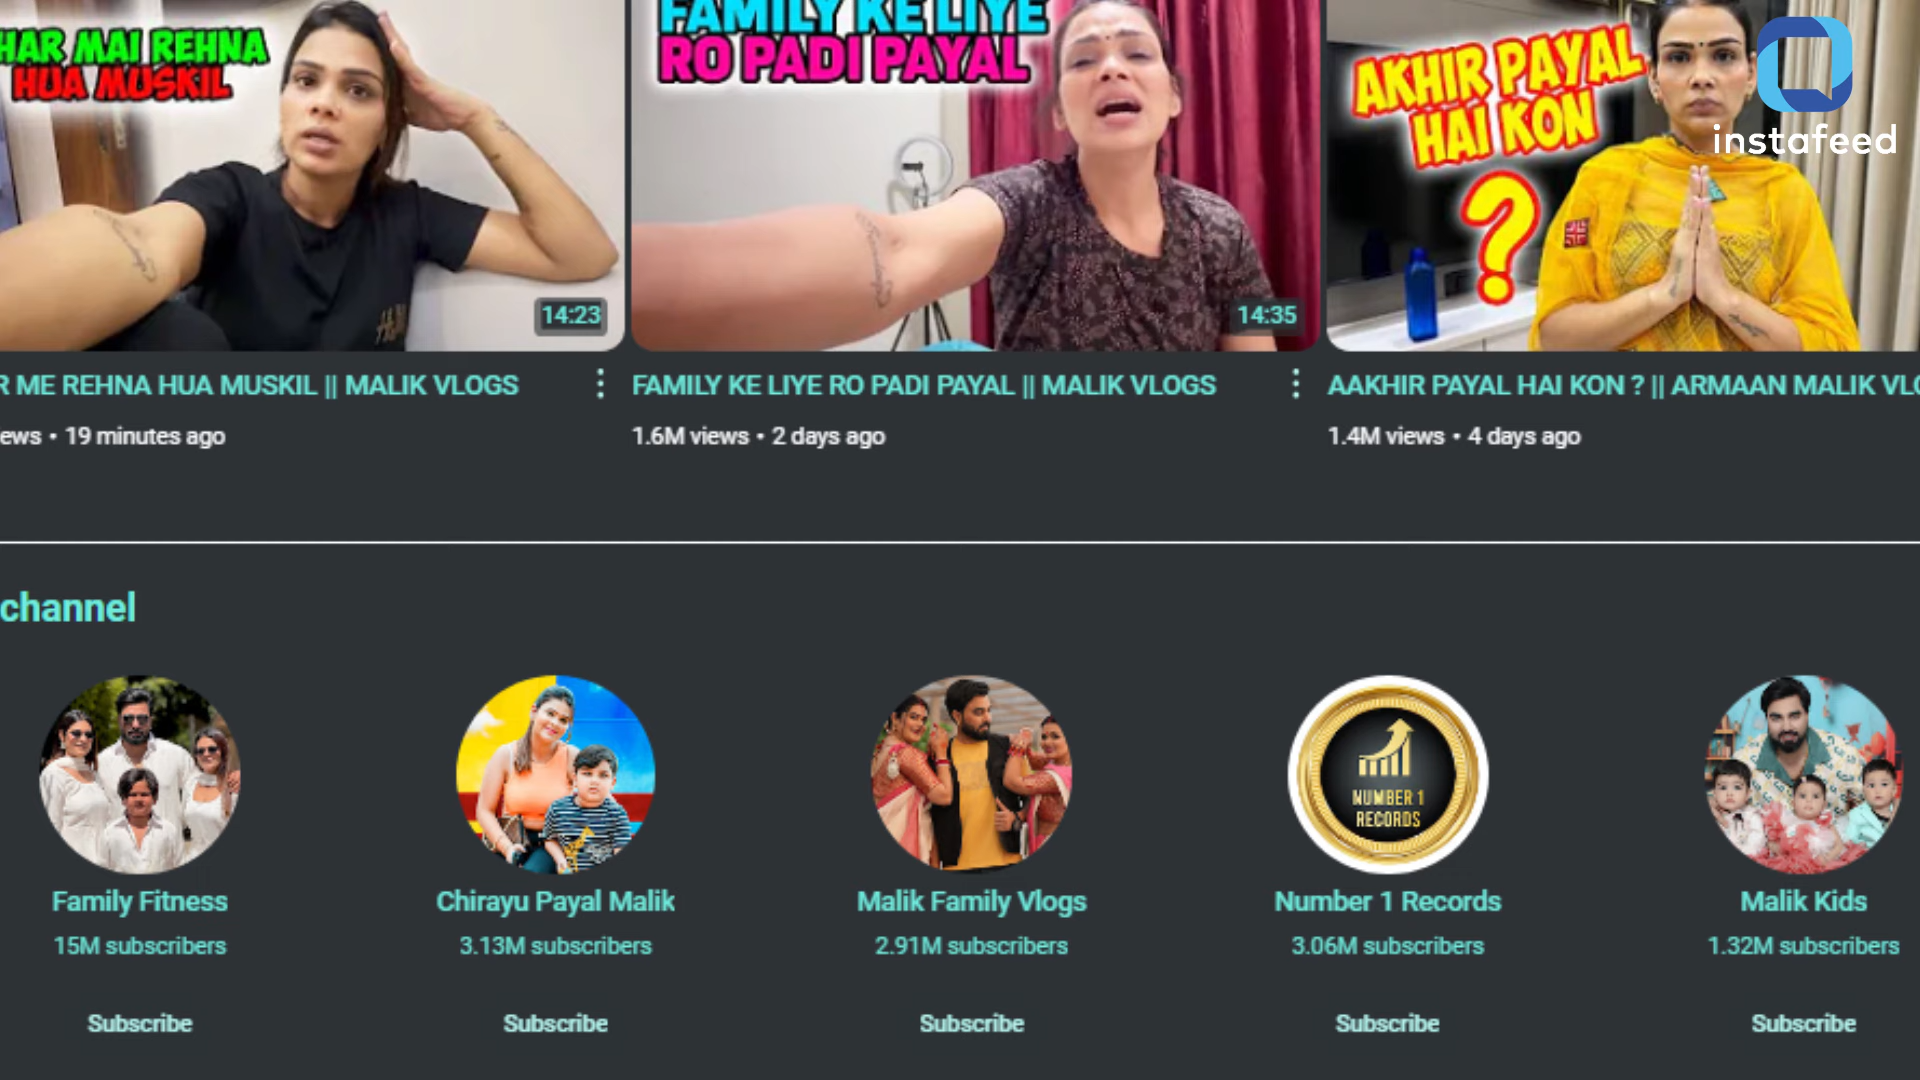 HAR MAI REHNA
HUA MUSKIL
14:23
FAMILY KE LIYE
RO PADI PAYAL
14:35
AKHIR PAYAL
HAI KON
?
instafeed
R ME REHNA HUA MUSKIL || MALIK VLOGS
ews • 19 minutes ago
FAMILY KE LIYE RO PADI PAYAL || MALIK VLOGS
1.6M views • 2 days ago
AAKHIR PAYAL HAI KON ? || ARMAAN MALIK VLO
1.4M views • 4 days ago
channel
NUMBER 1
RECORDS
Family Fitness
15M subscribers
Subscribe
Chirayu Payal Malik
3.13M subscribers
Subscribe
Malik Family Vlogs
2.91M subscribers
Subscribe
Number 1 Records
3.06M subscribers
Subscribe
Malik Kids
1.32M subscribers
Subscribe